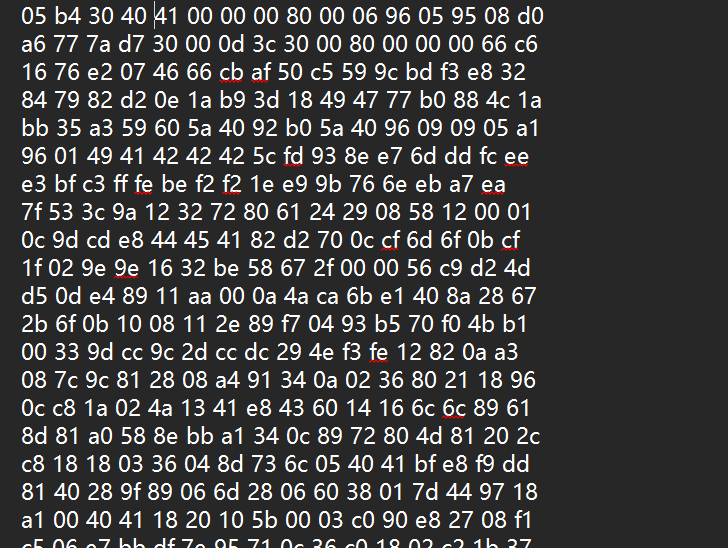 05 b4 30 40 41 00 00 00 80 00 06 96 05 95 08 d0
a6 77 7a d7 30 00 0d 3c 30 00 80 00 00 00 66 c6
16 76 e2 07 46 66 cb af 50 c5 59 9c bd f3 e8 32
84 79 82 d2 0e 1a b9 3d 18 49 47 77 b0 88 4c 1a
bb 35 a3 59 60 5a 40 92 b0 5a 40 96 09 09 05 a1
96 01 49 41 42 42 42 5c fd 93 8e e7 6d dd fc ee
e3 bf c3 ff fe be f2 f2 1e e9 9b 76 6e eb a7 ea
7f 53 3c 9a 12 32 72 80 61 24 29 08 58 12 00 01
0c 9d cd e8 44 45 41 82 d2 70 0c cf 6d 6f 0b cf
1f 02 9e 9e 16 32 be 58 67 2f 00 00 56 c9 d2 4d
d5 0d e4 89 11 aa 00 0a 4a ca 6b e1 40 8a 28 67
2b 6f 0b 10 08 11 2e 89 f7 04 93 b5 70 f0 4b b1
00 33 9d cc 9c 2d cc dc 29 4e f3 fe 12 82 0a a3
08 7c 9c 81 28 08 a4 91 34 0a 02 36 80 21 18 96
0c c8 1a 02 4a 13 41 e8 43 60 14 16 6c 6c 89 61
8d 81 a0 58 8e bb a1 34 0c 89 72 80 4d 81 20 2c
c8 18 18 03 36 04 8d 73 6c 05 40 41 bf e8 f9 dd
81 40 28 9f 89 06 6d 28 06 60 38 01 7d 44 97 18
a1 00 40 41 18 20 10 5b 00 03 c0 90 e8 27 08 f1
c5 06 e7 bb df 7e 95 71 0c 36 c0 18 02 c2 1b 37